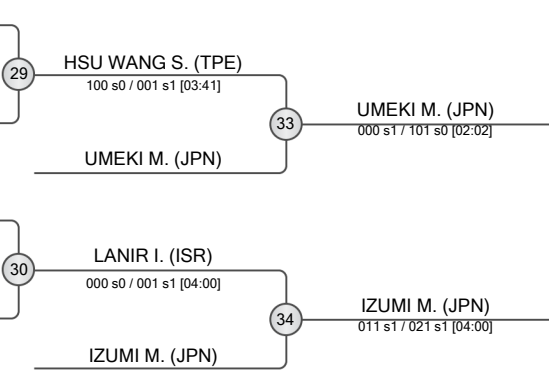 29
HSU WANG S. (TPE)
100 s0 / 001 s1 [03:41]
33
UMEKI M. (JPN)
000 s1 / 101 s0 [02:02]
UMEKI M. (JPN)
30
LANIR I. (ISR)
000 s0 / 001 s1 [04:00]
34
IZUMI M. (JPN)
011 s1 / 021 s1 [04:00]
IZUMI M. (JPN)